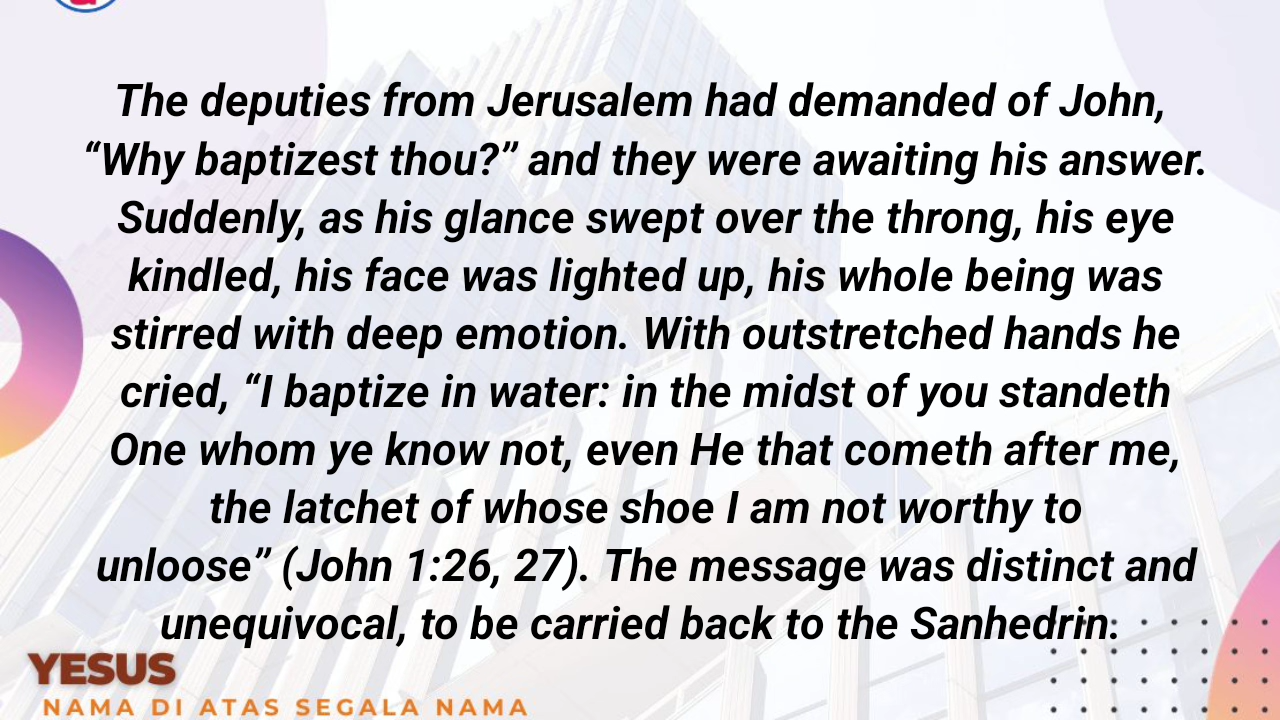 The deputies from Jerusalem had demanded of John,
“Why baptizest thou?” and they were awaiting his answer.
Suddenly, as his glance swept over the throng, his eye
kindled, his face was lighted up, his whole being was
stirred with deep emotion. With outstretched hands he
cried, “I baptize in water: in the midst of you standeth
One whom ye know not, even He that cometh after me,
the latchet of whose shoe I am not worthy to
unloose” (John 1:26, 27). The message was distinct and
unequivocal, to be carried back to the Sanhedrin.
YESUS
NAMA DI ATAS SEGALA NAMA